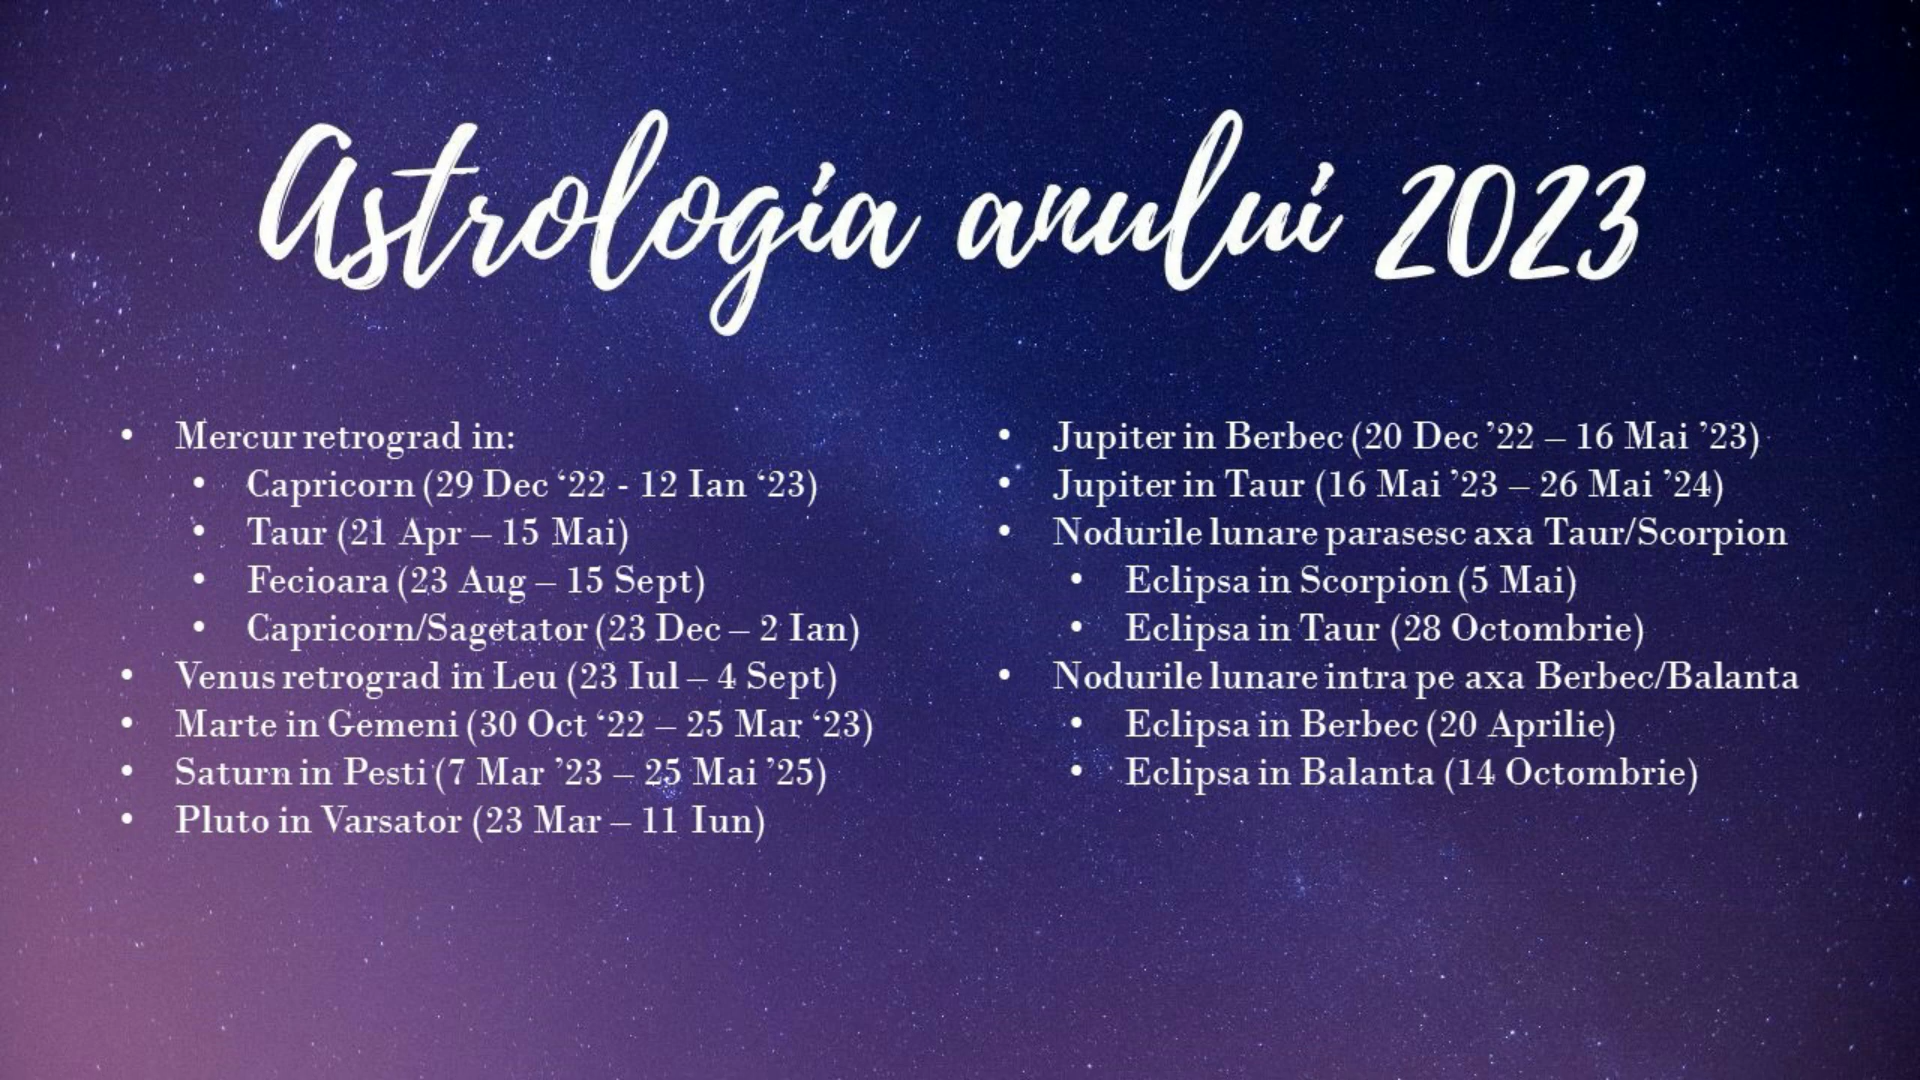 Astrologia anului 2023
• Mercur retrograd in:
• Capricorn (29 Dec ‘22 - 12 Ian ‘23)
• Taur (21 Apr – 15 Mai)
• Fecioara (23 Aug – 15 Sept)
• Capricorn/Sagetator (23 Dec – 2 Ian)
• Venus retrograd in Leu (23 Iul – 4 Sept)
• Marte in Gemeni (30 Oct ‘22 – 25 Mar ‘23)
• Saturn in Pesti (7 Mar ’23 – 25 Mai ’25)
• Pluto in Varsator (23 Mar – 11 Iun)
• Jupiter in Berbec (20 Dec ’22 – 16 Mai ’23)
• Jupiter in Taur (16 Mai ’23 – 26 Mai ’24)
• Nodurile lunare parasesc axa Taur/Scorpion
• Eclipsa in Scorpion (5 Mai)
• Eclipsa in Taur (28 Octombrie)
• Nodurile lunare intra pe axa Berbec/Balanta
• Eclipsa in Berbec (20 Aprilie)
• Eclipsa in Balanta (14 Octombrie)